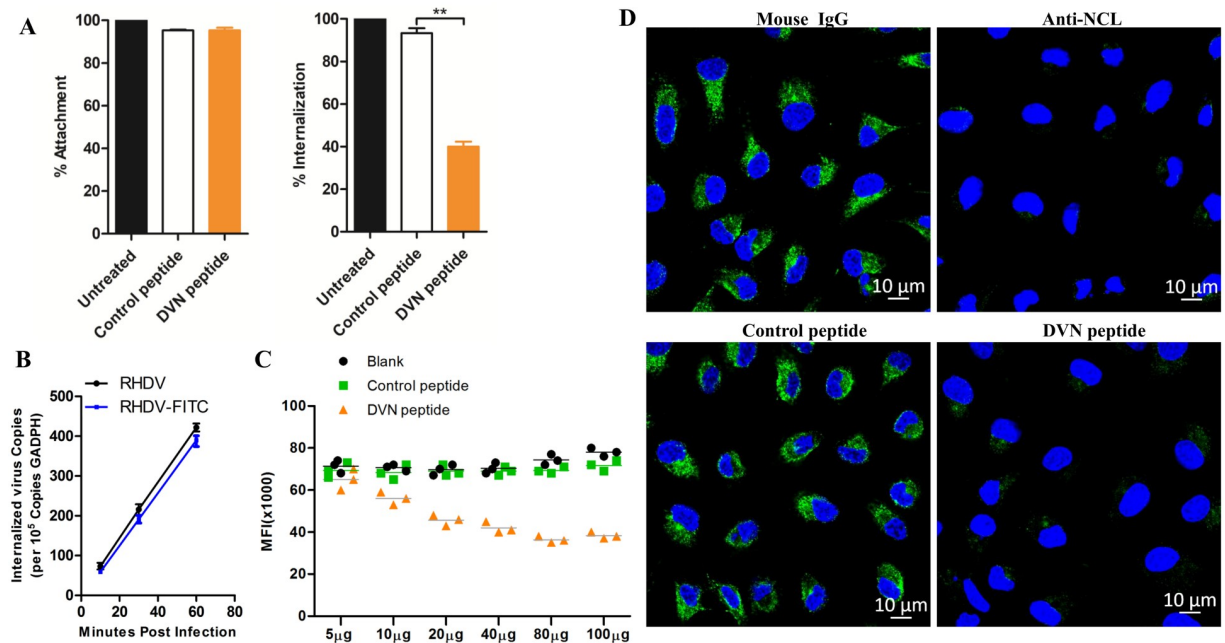 A
% Attachment
100
80
60
40
20
0
Untreated
Control peptide
DVN peptide
% Internalization
100
80
60
40
20
0
**
Untreated
Control peptide
DVN peptide
B
RHDV
RHDV-FITC
Internalized virus Copies
(per 10⁵ Copies GADPH)
500
400
300
200
100
0
0 20 40 60 80
Minutes Post Infection
C
Blank
Control peptide
DVN peptide
MFI(x1000)
100
80
60
40
20
0
5μg 10μg 20μg 40μg 80μg 100μg
D
Mouse IgG
Anti-NCL
10 μm
10 μm
Control peptide
DVN peptide
10 μm
10 μm